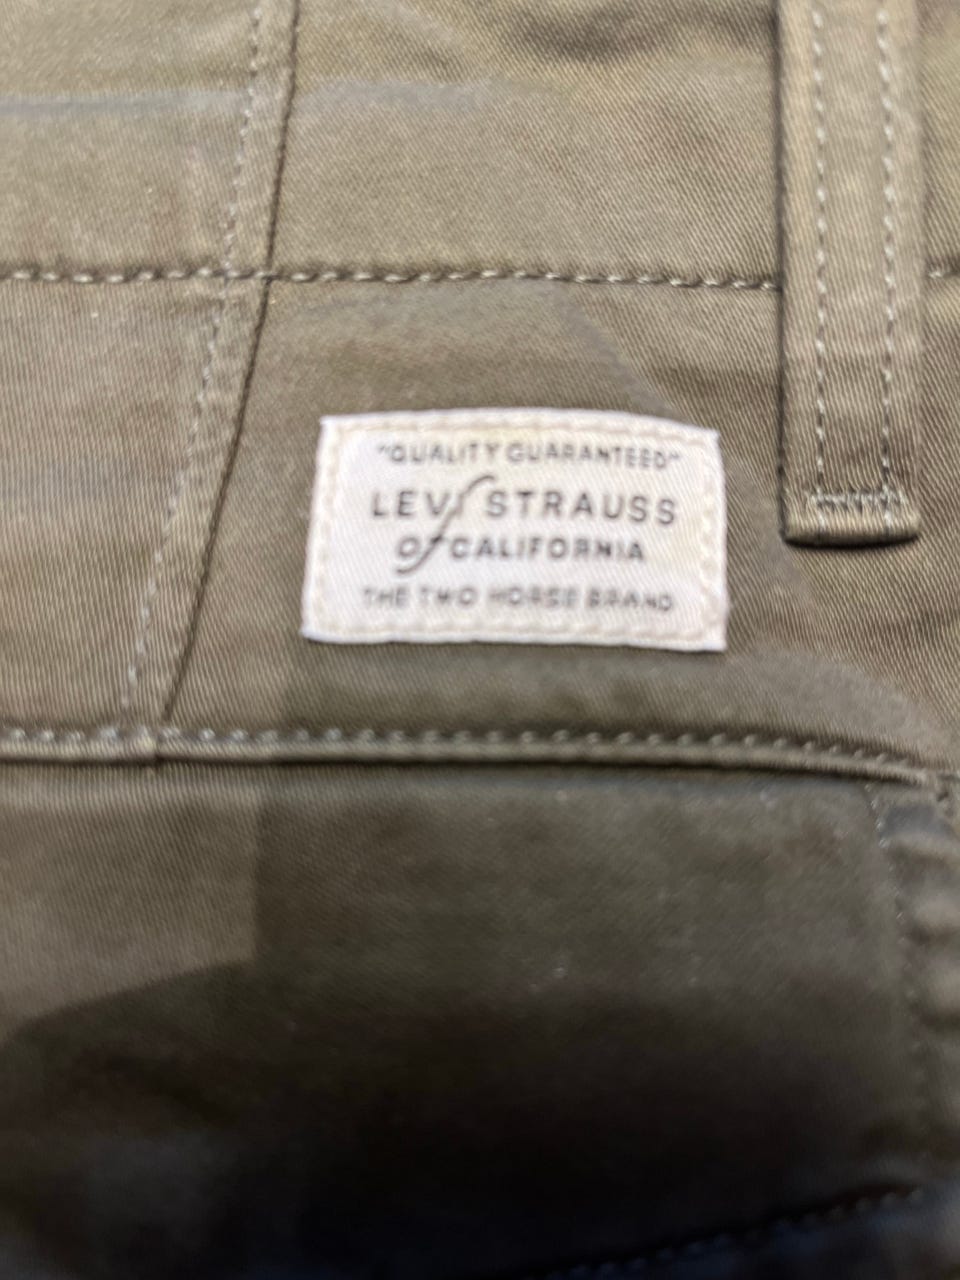 "QUALITY GUARANTEED"
LEVI STRAUSS
OF CALIFORNIA
THE TWO HORSE BRAND